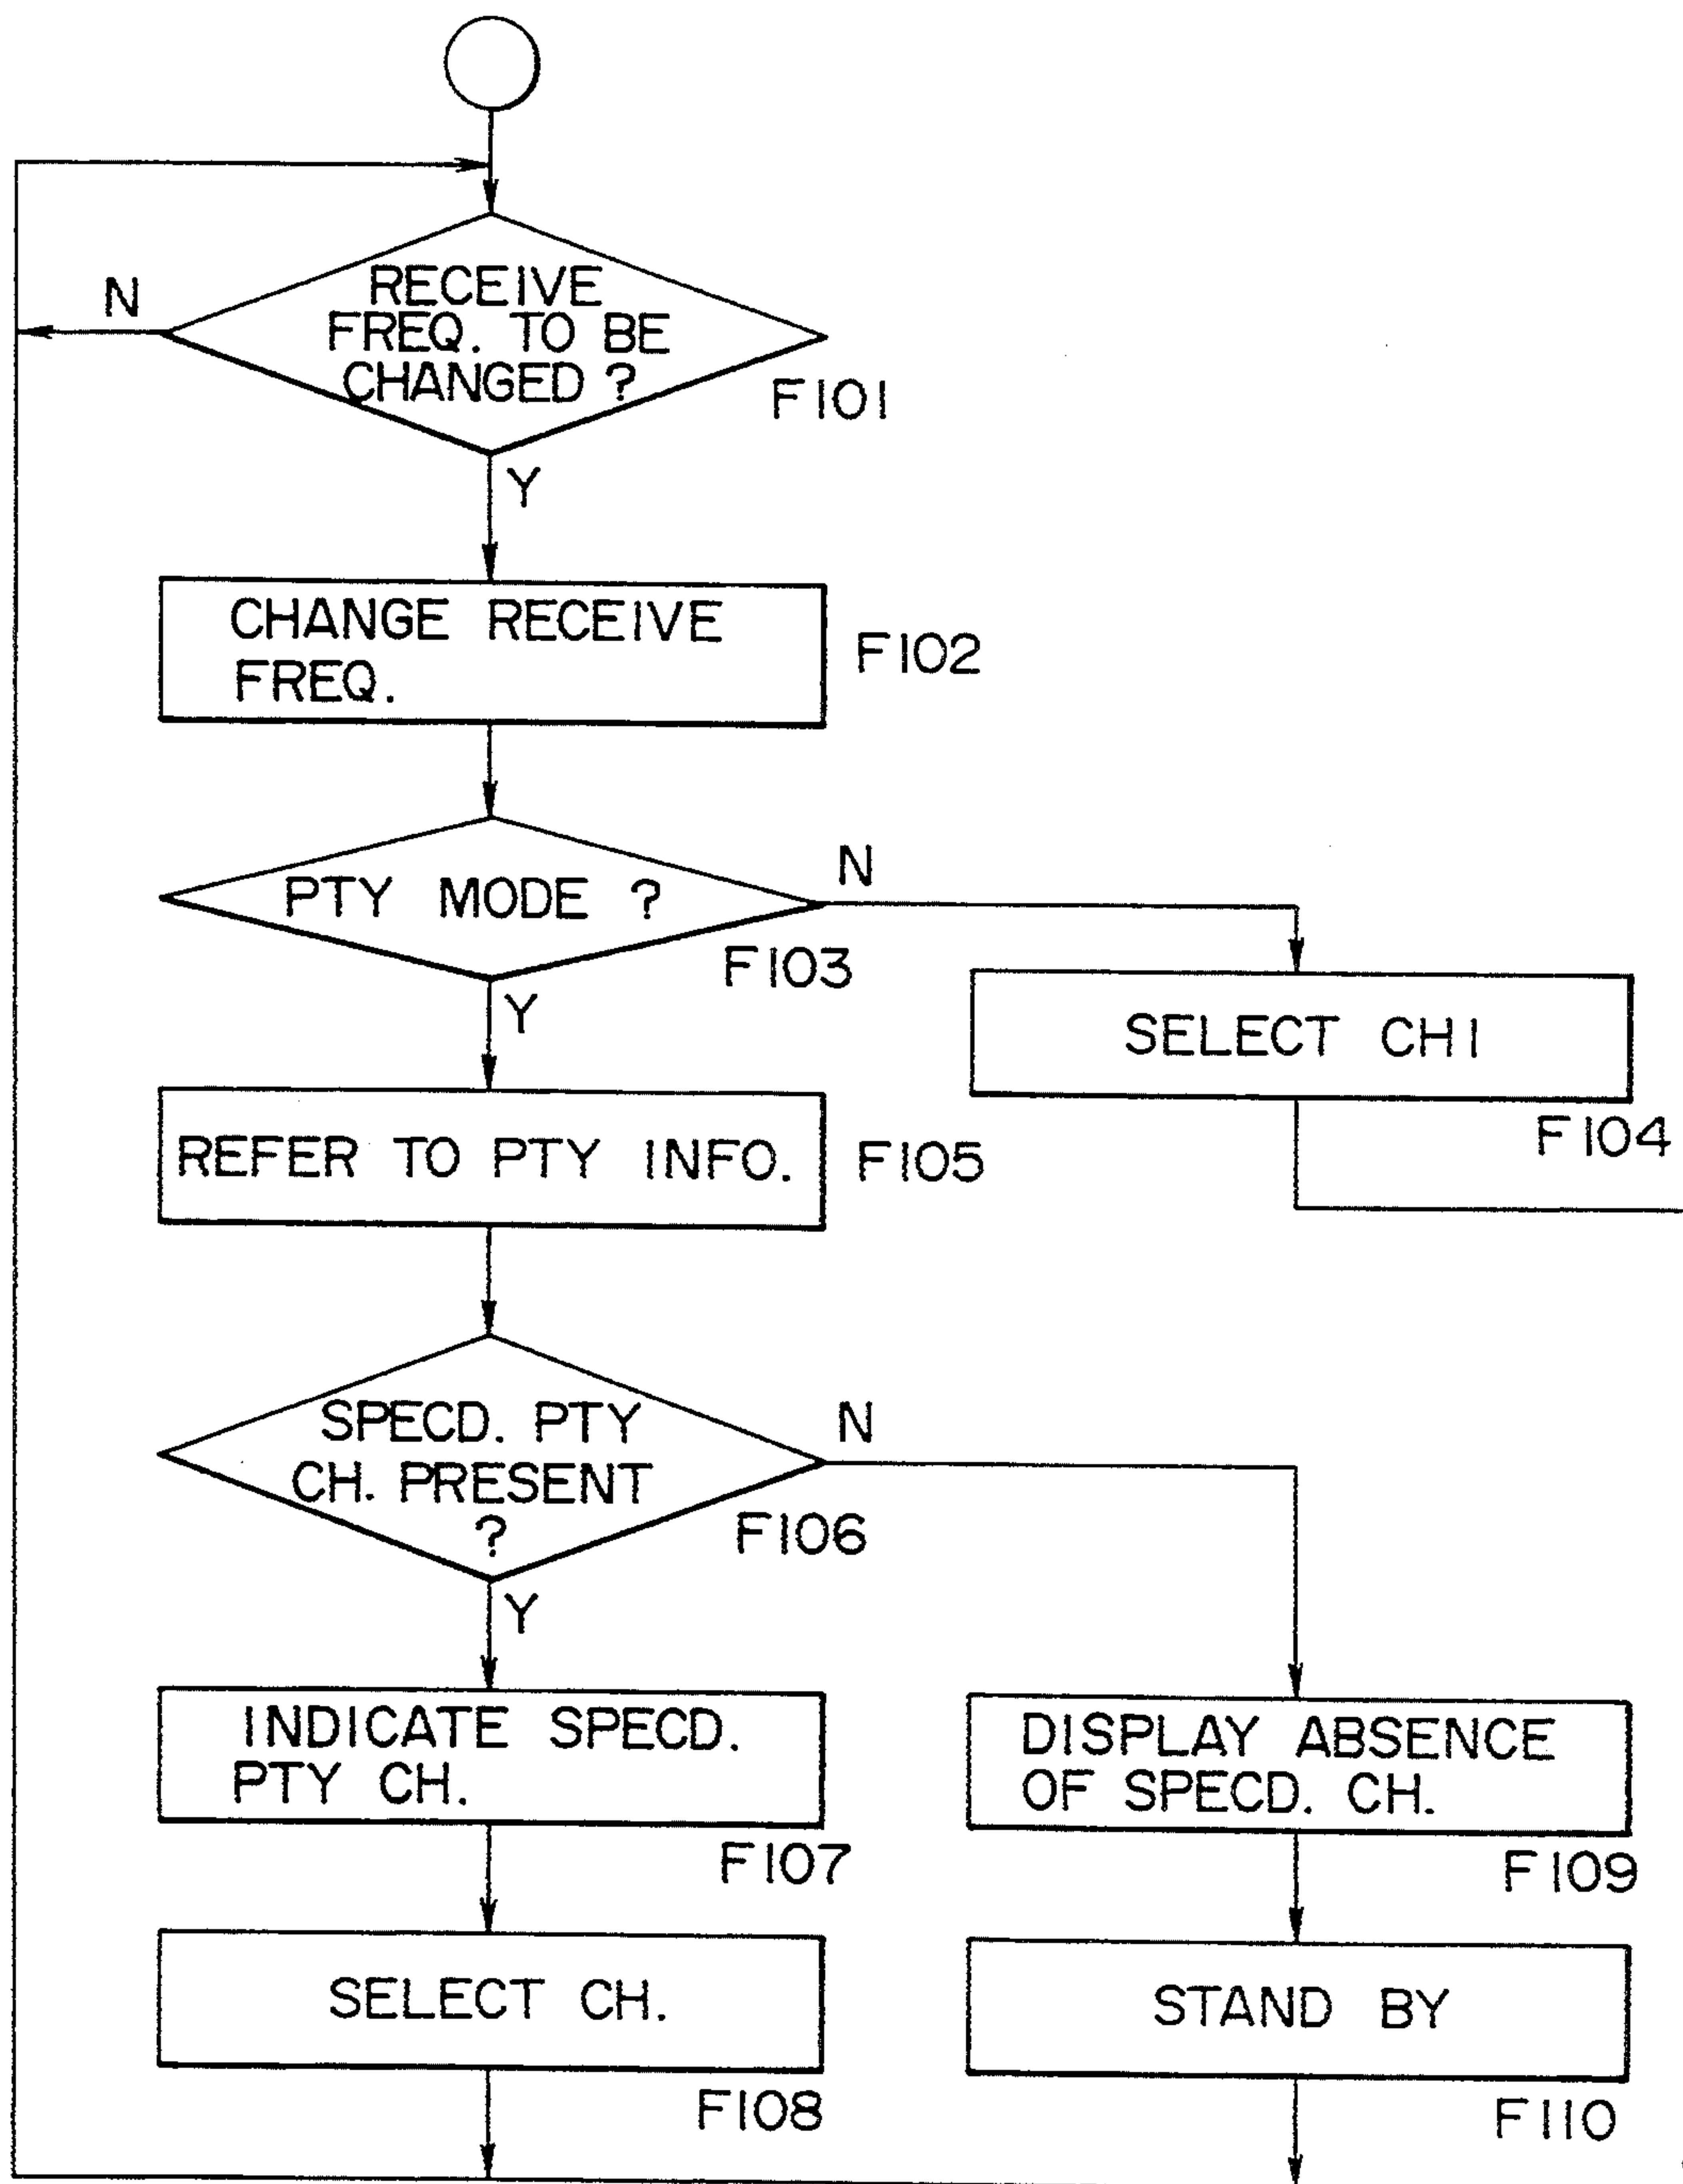 N
RECEIVE
FREQ. TO BE
CHANGED ?
F101
Y
CHANGE RECEIVE
FREQ.
F102
PTY MODE ?
N
F103
Y
SELECT CH1
F104
REFER TO PTY INFO.
F105
SPECD. PTY
CH. PRESENT
?
N
F106
Y
INDICATE SPECD.
PTY CH.
F107
DISPLAY ABSENCE
OF SPECD. CH.
F109
SELECT CH.
F108
STAND BY
F110